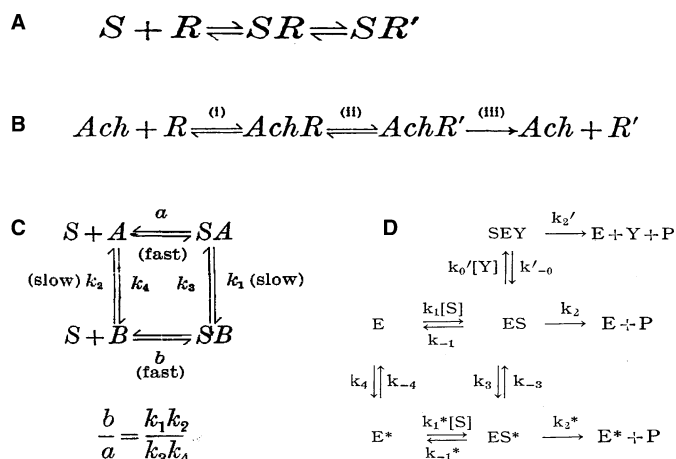 A
S + R ⇌ SR ⇌ SR′
B
(i) (ii) (iii)
Ach + R ⇌ AchR ⇌ AchR′ → Ach + R′
C
a
S + A ⇌ SA
(fast)
(slow) k₂ k₄ k₃ k₁ (slow)
S + B ⇌ SB
b
(fast)
b/a = k₁k₂/k₃k₄
D
k₂′
SEY → E + Y + P
k₀′[Y] k′₋₀
k₁[S] k₂
E ⇌ ES → E + P
k₋₁
k₄ k₋₄ k₃ k₋₃
k₁*[S] k₂*
E* ⇌ ES* → E* + P
k₋₁*